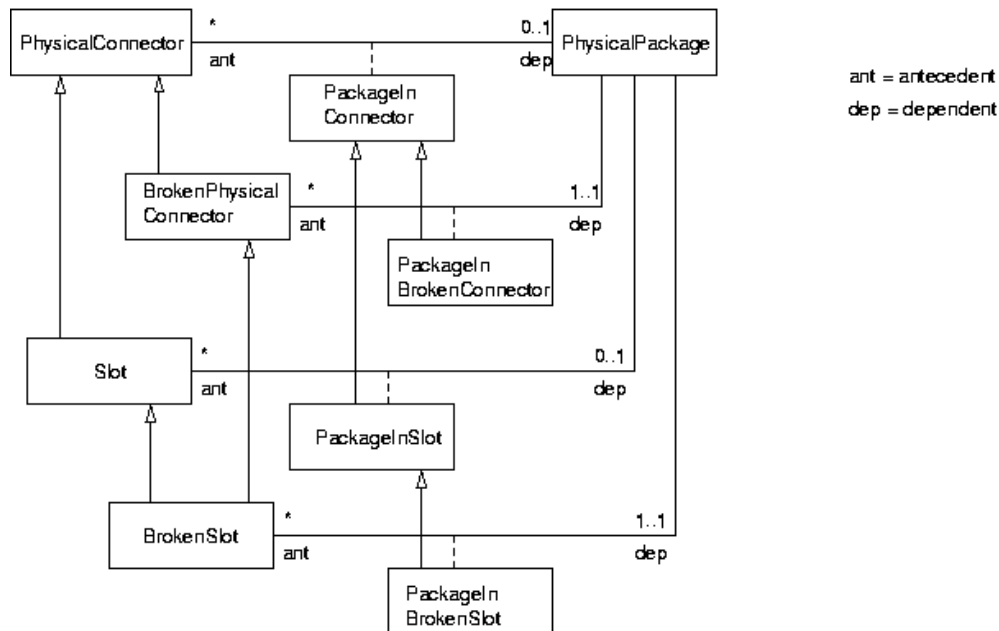 *
0..1
PhysicalConnector
PhysicalPackage
ant
dep
ant = antecedent
dep = dependent
PackageIn
Connector
BrokenPhysical
Connector
*
1..1
ant
dep
PackageIn
BrokenConnector
*
0..1
Slot
ant
dep
PackageInSlot
*
1..1
BrokenSlot
ant
dep
PackageIn
BrokenSlot